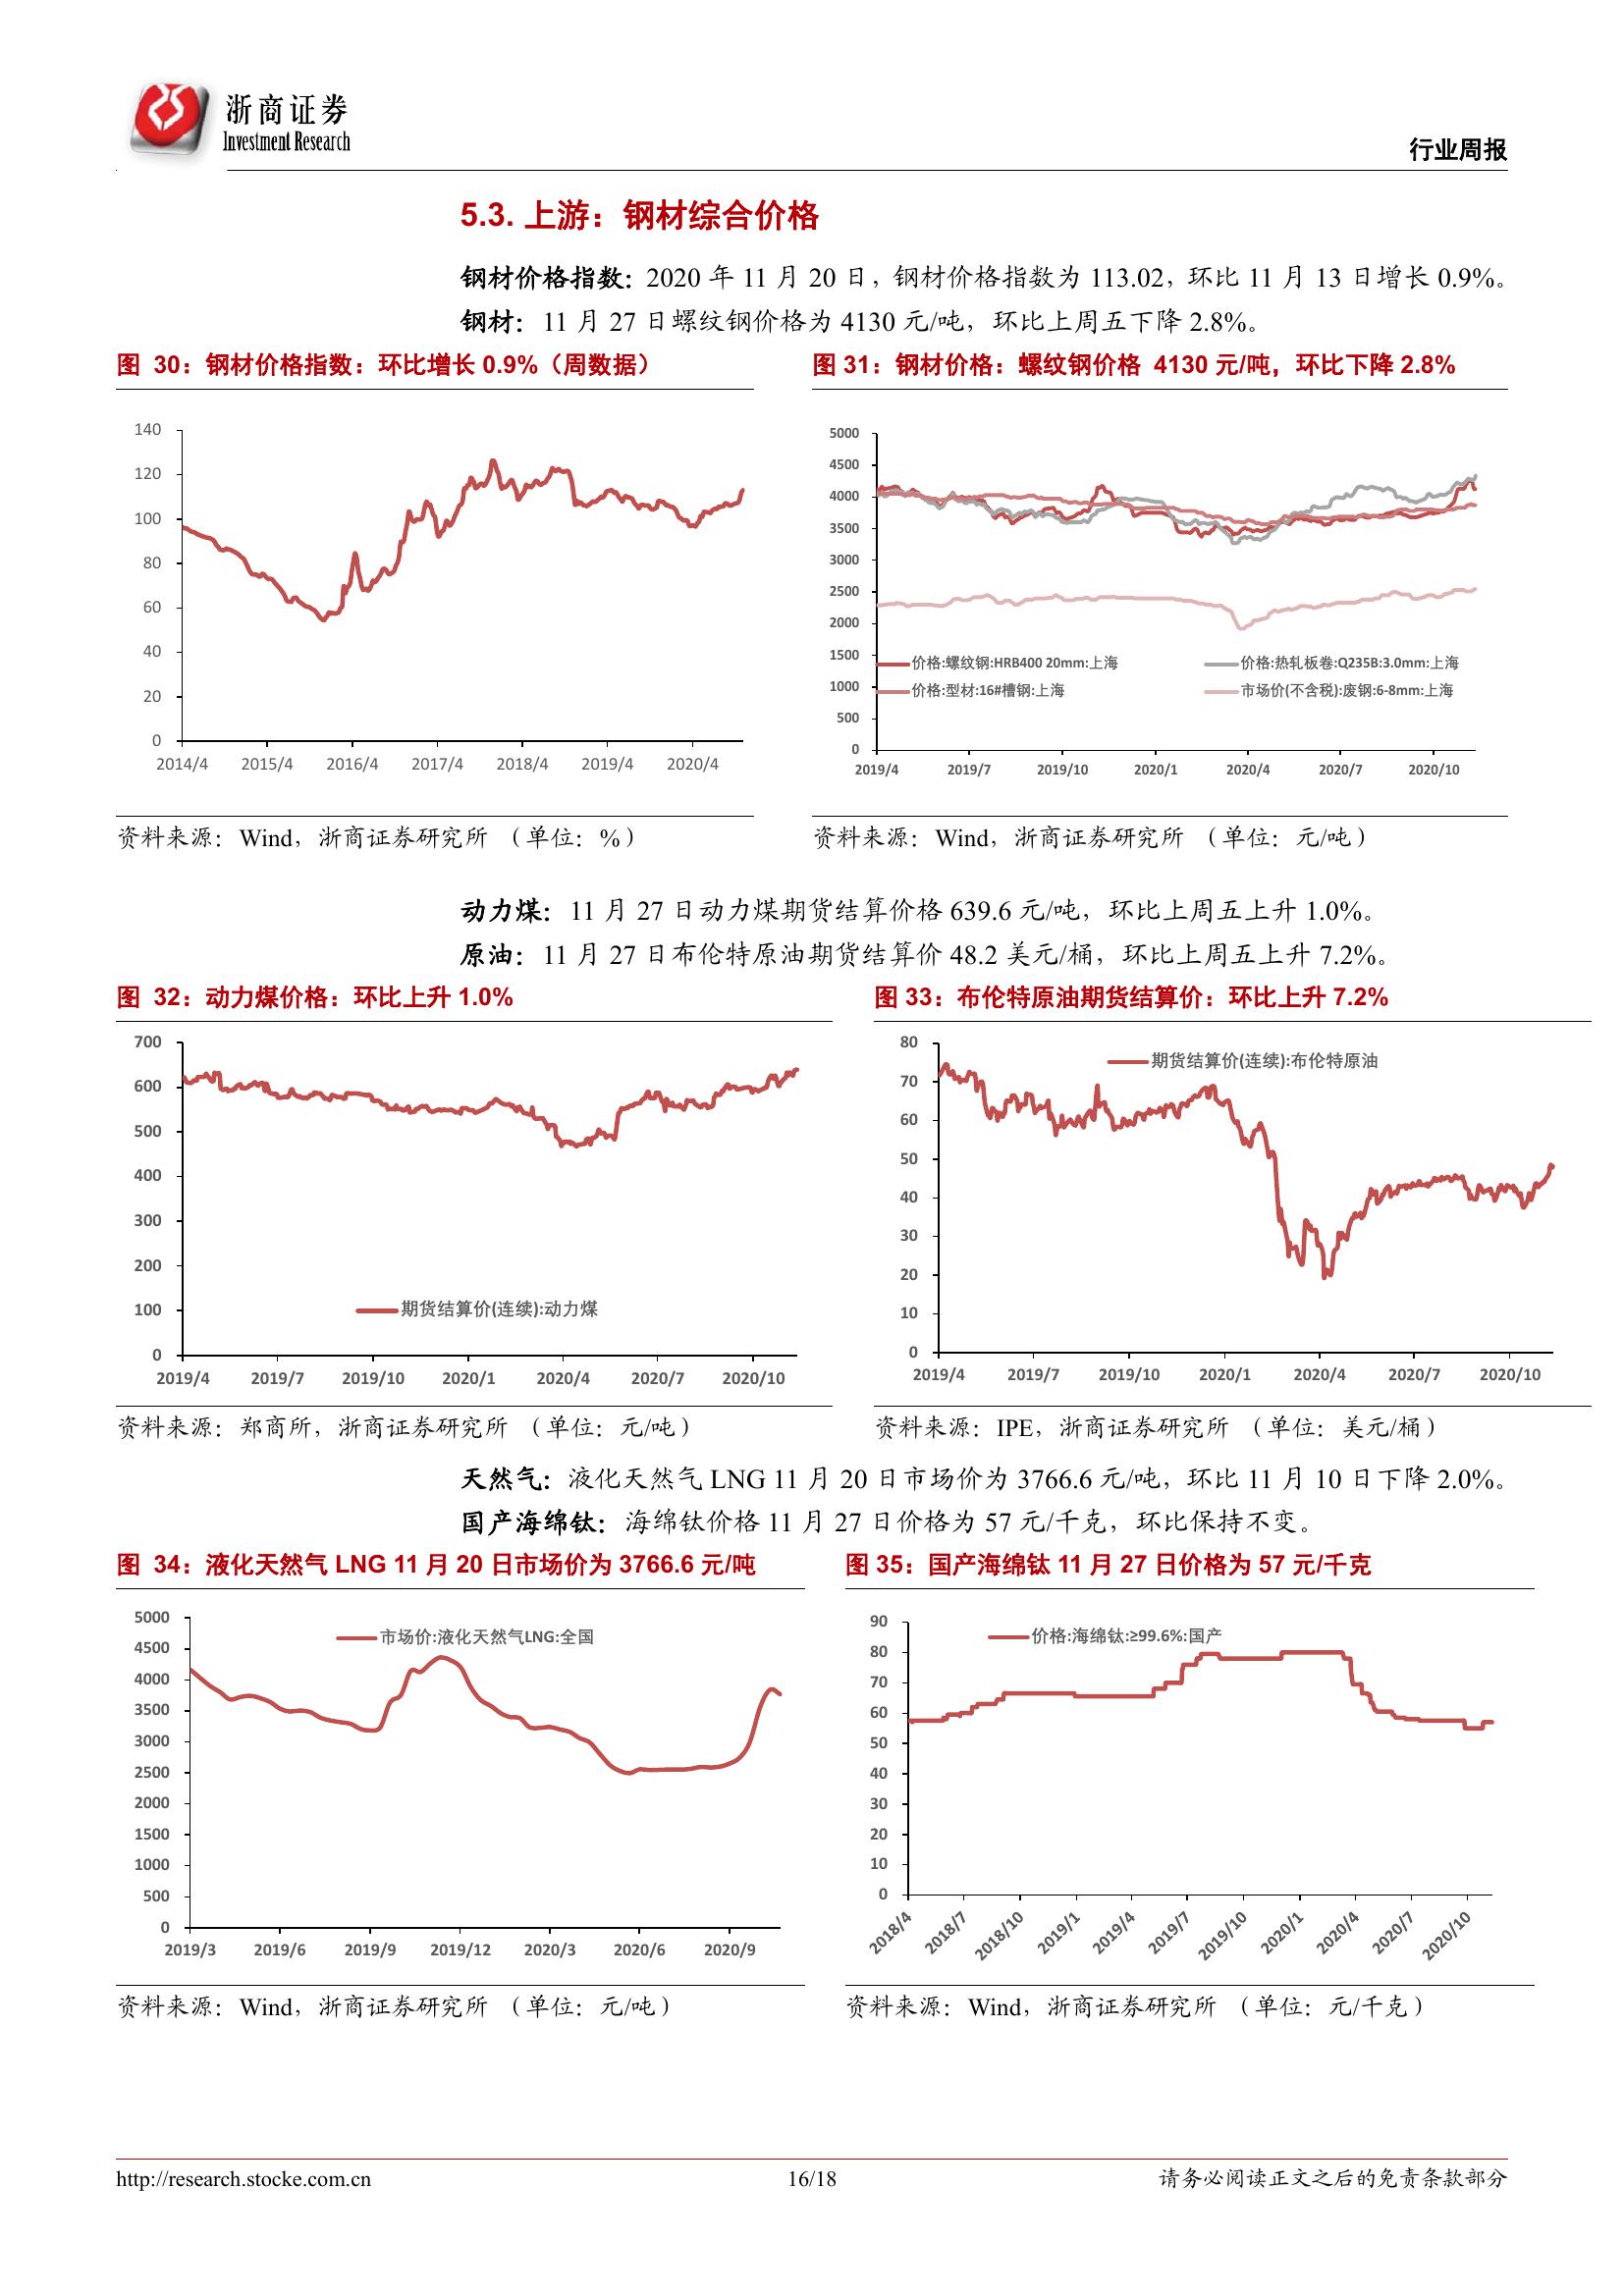 浙商证券
Investment Research
行业周报
5.3. 上游：钢材综合价格
钢材价格指数：2020 年 11 月 20 日，钢材价格指数为 113.02，环比 11 月 13 日增长 0.9%。
钢材：11 月 27 日螺纹钢价格为 4130 元/吨，环比上周五下降 2.8%。
图 30：钢材价格指数：环比增长 0.9%（周数据）
140
120
100
80
60
40
20
0
2014/4 2015/4 2016/4 2017/4 2018/4 2019/4 2020/4
资料来源：Wind，浙商证券研究所 （单位：%）
图 31：钢材价格：螺纹钢价格 4130 元/吨，环比下降 2.8%
5000
4500
4000
3500
3000
2500
2000
1500
1000
500
0
价格:螺纹钢:HRB400 20mm:上海 价格:热轧板卷:Q235B:3.0mm:上海
价格:型材:16#槽钢:上海 市场价(不含税):废钢:6-8mm:上海
2019/4 2019/7 2019/10 2020/1 2020/4 2020/7 2020/10
资料来源：Wind，浙商证券研究所 （单位：元/吨）
动力煤：11 月 27 日动力煤期货结算价格 639.6 元/吨，环比上周五上升 1.0%。
原油：11 月 27 日布伦特原油期货结算价 48.2 美元/桶，环比上周五上升 7.2%。
图 32：动力煤价格：环比上升 1.0%
700
600
500
400
300
200
100
0
期货结算价(连续):动力煤
2019/4 2019/7 2019/10 2020/1 2020/4 2020/7 2020/10
资料来源：郑商所，浙商证券研究所 （单位：元/吨）
图 33：布伦特原油期货结算价：环比上升 7.2%
80
70
60
50
40
30
20
10
0
期货结算价(连续):布伦特原油
2019/4 2019/7 2019/10 2020/1 2020/4 2020/7 2020/10
资料来源：IPE，浙商证券研究所 （单位：美元/桶）
天然气：液化天然气 LNG 11 月 20 日市场价为 3766.6 元/吨，环比 11 月 10 日下降 2.0%。
国产海绵钛：海绵钛价格 11 月 27 日价格为 57 元/千克，环比保持不变。
图 34：液化天然气 LNG 11 月 20 日市场价为 3766.6 元/吨
5000
4500
4000
3500
3000
2500
2000
1500
1000
500
0
市场价:液化天然气LNG:全国
2019/3 2019/6 2019/9 2019/12 2020/3 2020/6 2020/9
资料来源：Wind，浙商证券研究所 （单位：元/吨）
图 35：国产海绵钛 11 月 27 日价格为 57 元/千克
90
80
70
60
50
40
30
20
10
0
价格:海绵钛:≥99.6%:国产
2018/4 2018/7 2018/10 2019/1 2019/4 2019/7 2019/10 2020/1 2020/4 2020/7 2020/10
资料来源：Wind，浙商证券研究所 （单位：元/千克）
http://research.stocke.com.cn
16/18
请务必阅读正文之后的免责条款部分